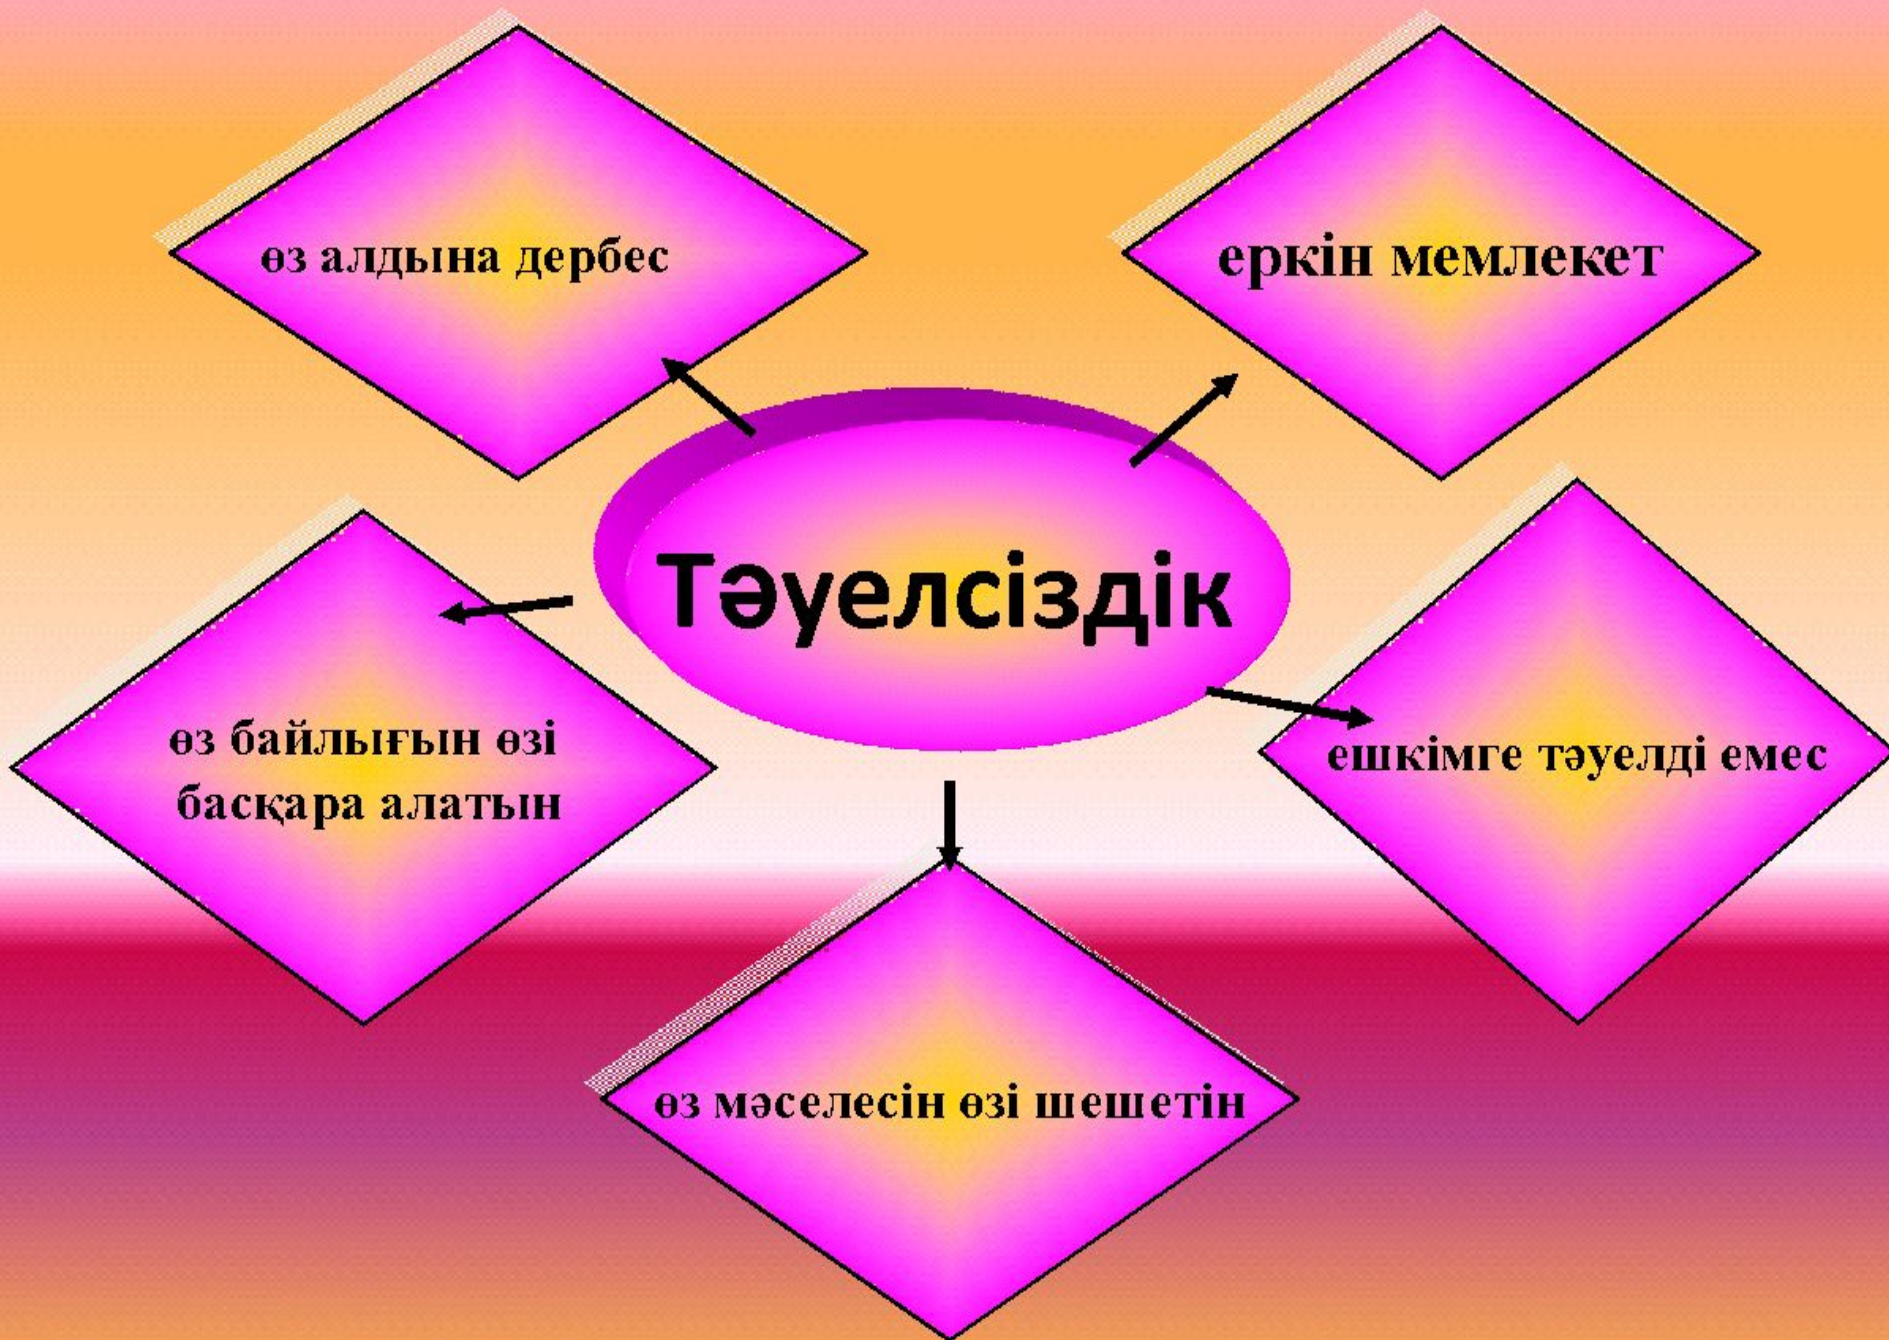 өз алдына дербес
еркін мемлекет
Тәуелсіздік
өз байлығын өзі
басқара алатын
ешкімге тәуелді емес
өз мәселесін өзі шешетін